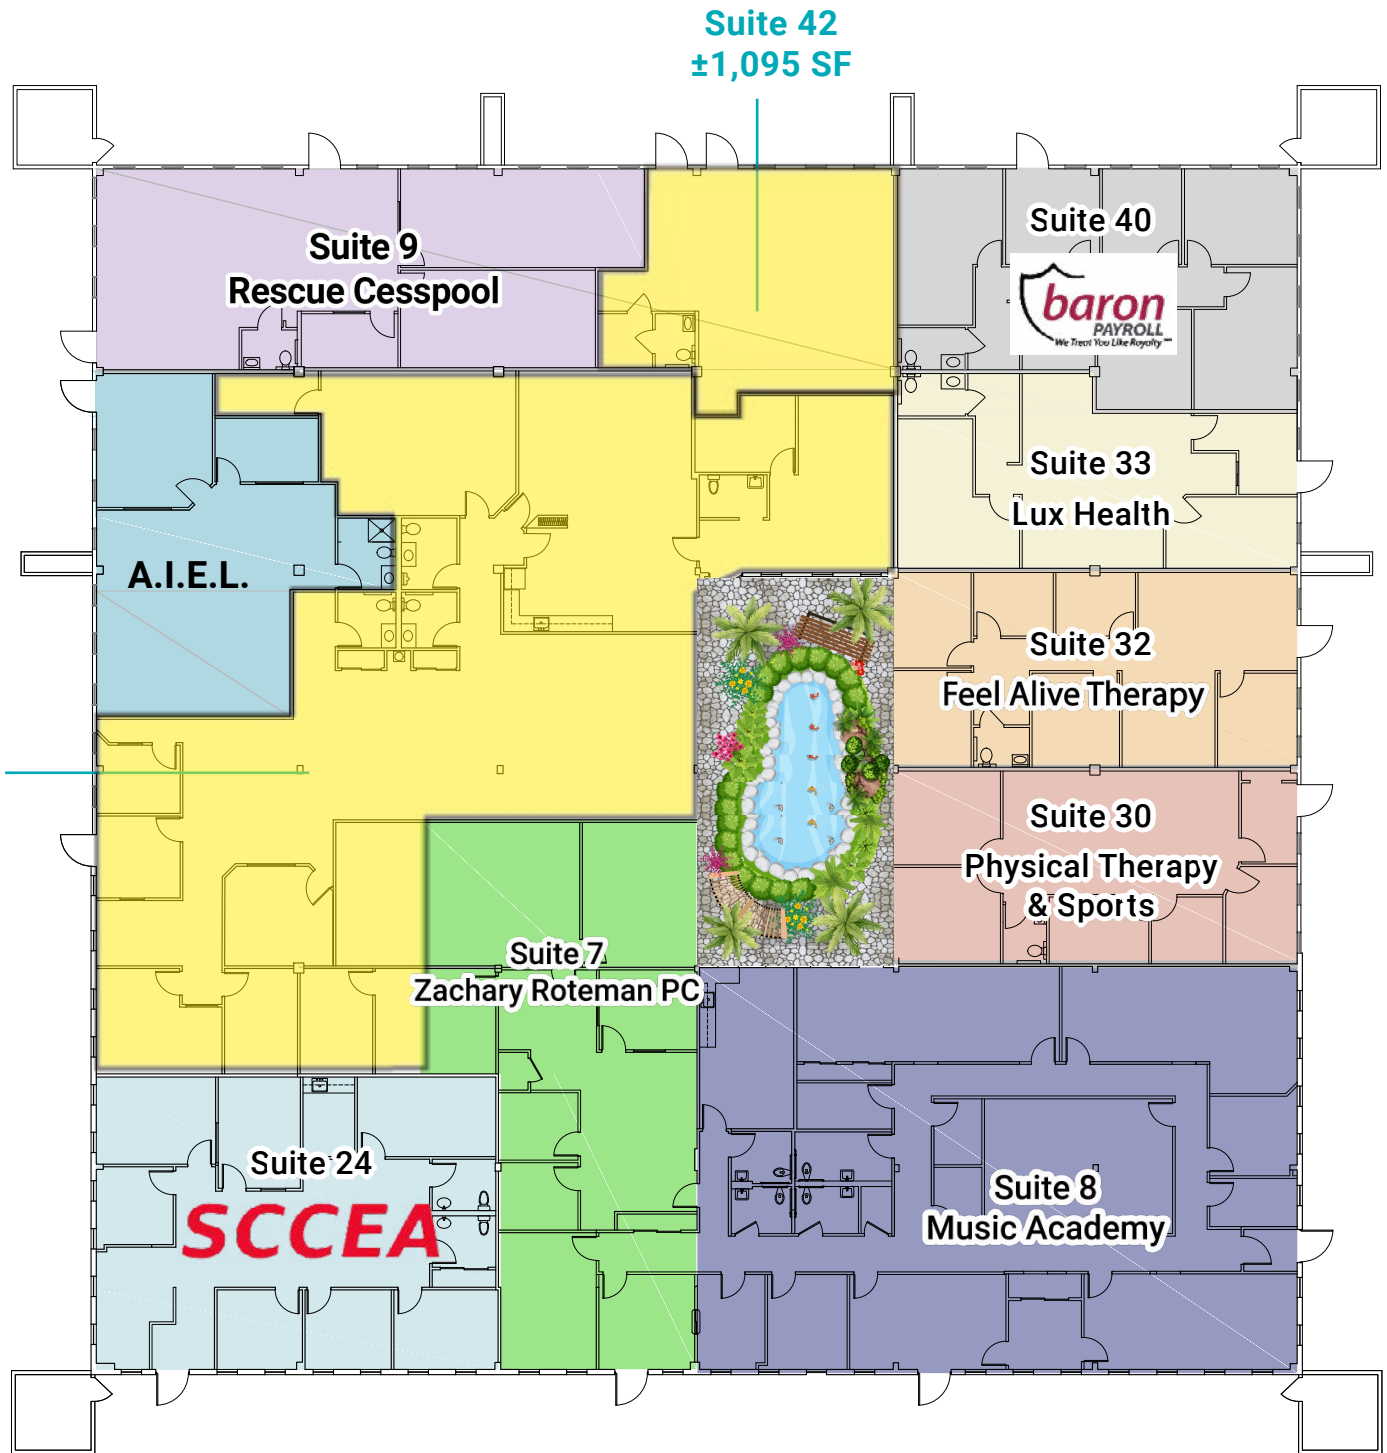 Suite 42
±1,095 SF
Suite 9
Rescue Cesspool
Suite 40
baron
PAYROLL
We Treat You Like Royalty
Suite 33
Lux Health
A.I.E.L.
Suite 32
Feel Alive Therapy
Suite 30
Physical Therapy
& Sports
Suite 7
Zachary Roteman PC
Suite 24
SCCEA
Suite 8
Music Academy